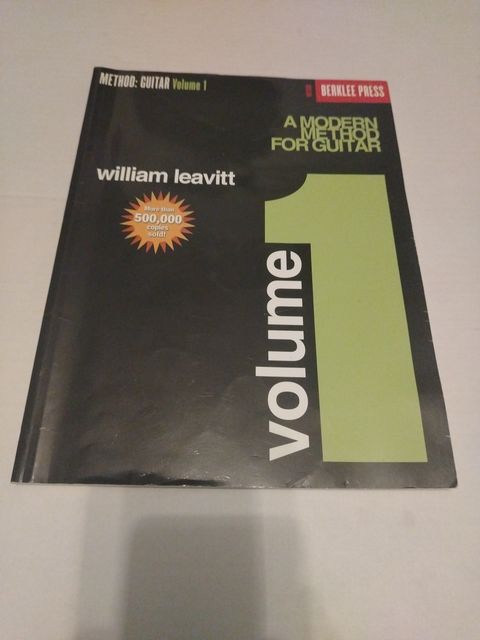 METHOD: GUITAR Volume 1
BERKLEE PRESS
A MODERN
METHOD
FOR GUITAR
william leavitt
More than
500,000
copies
sold!
volume
1